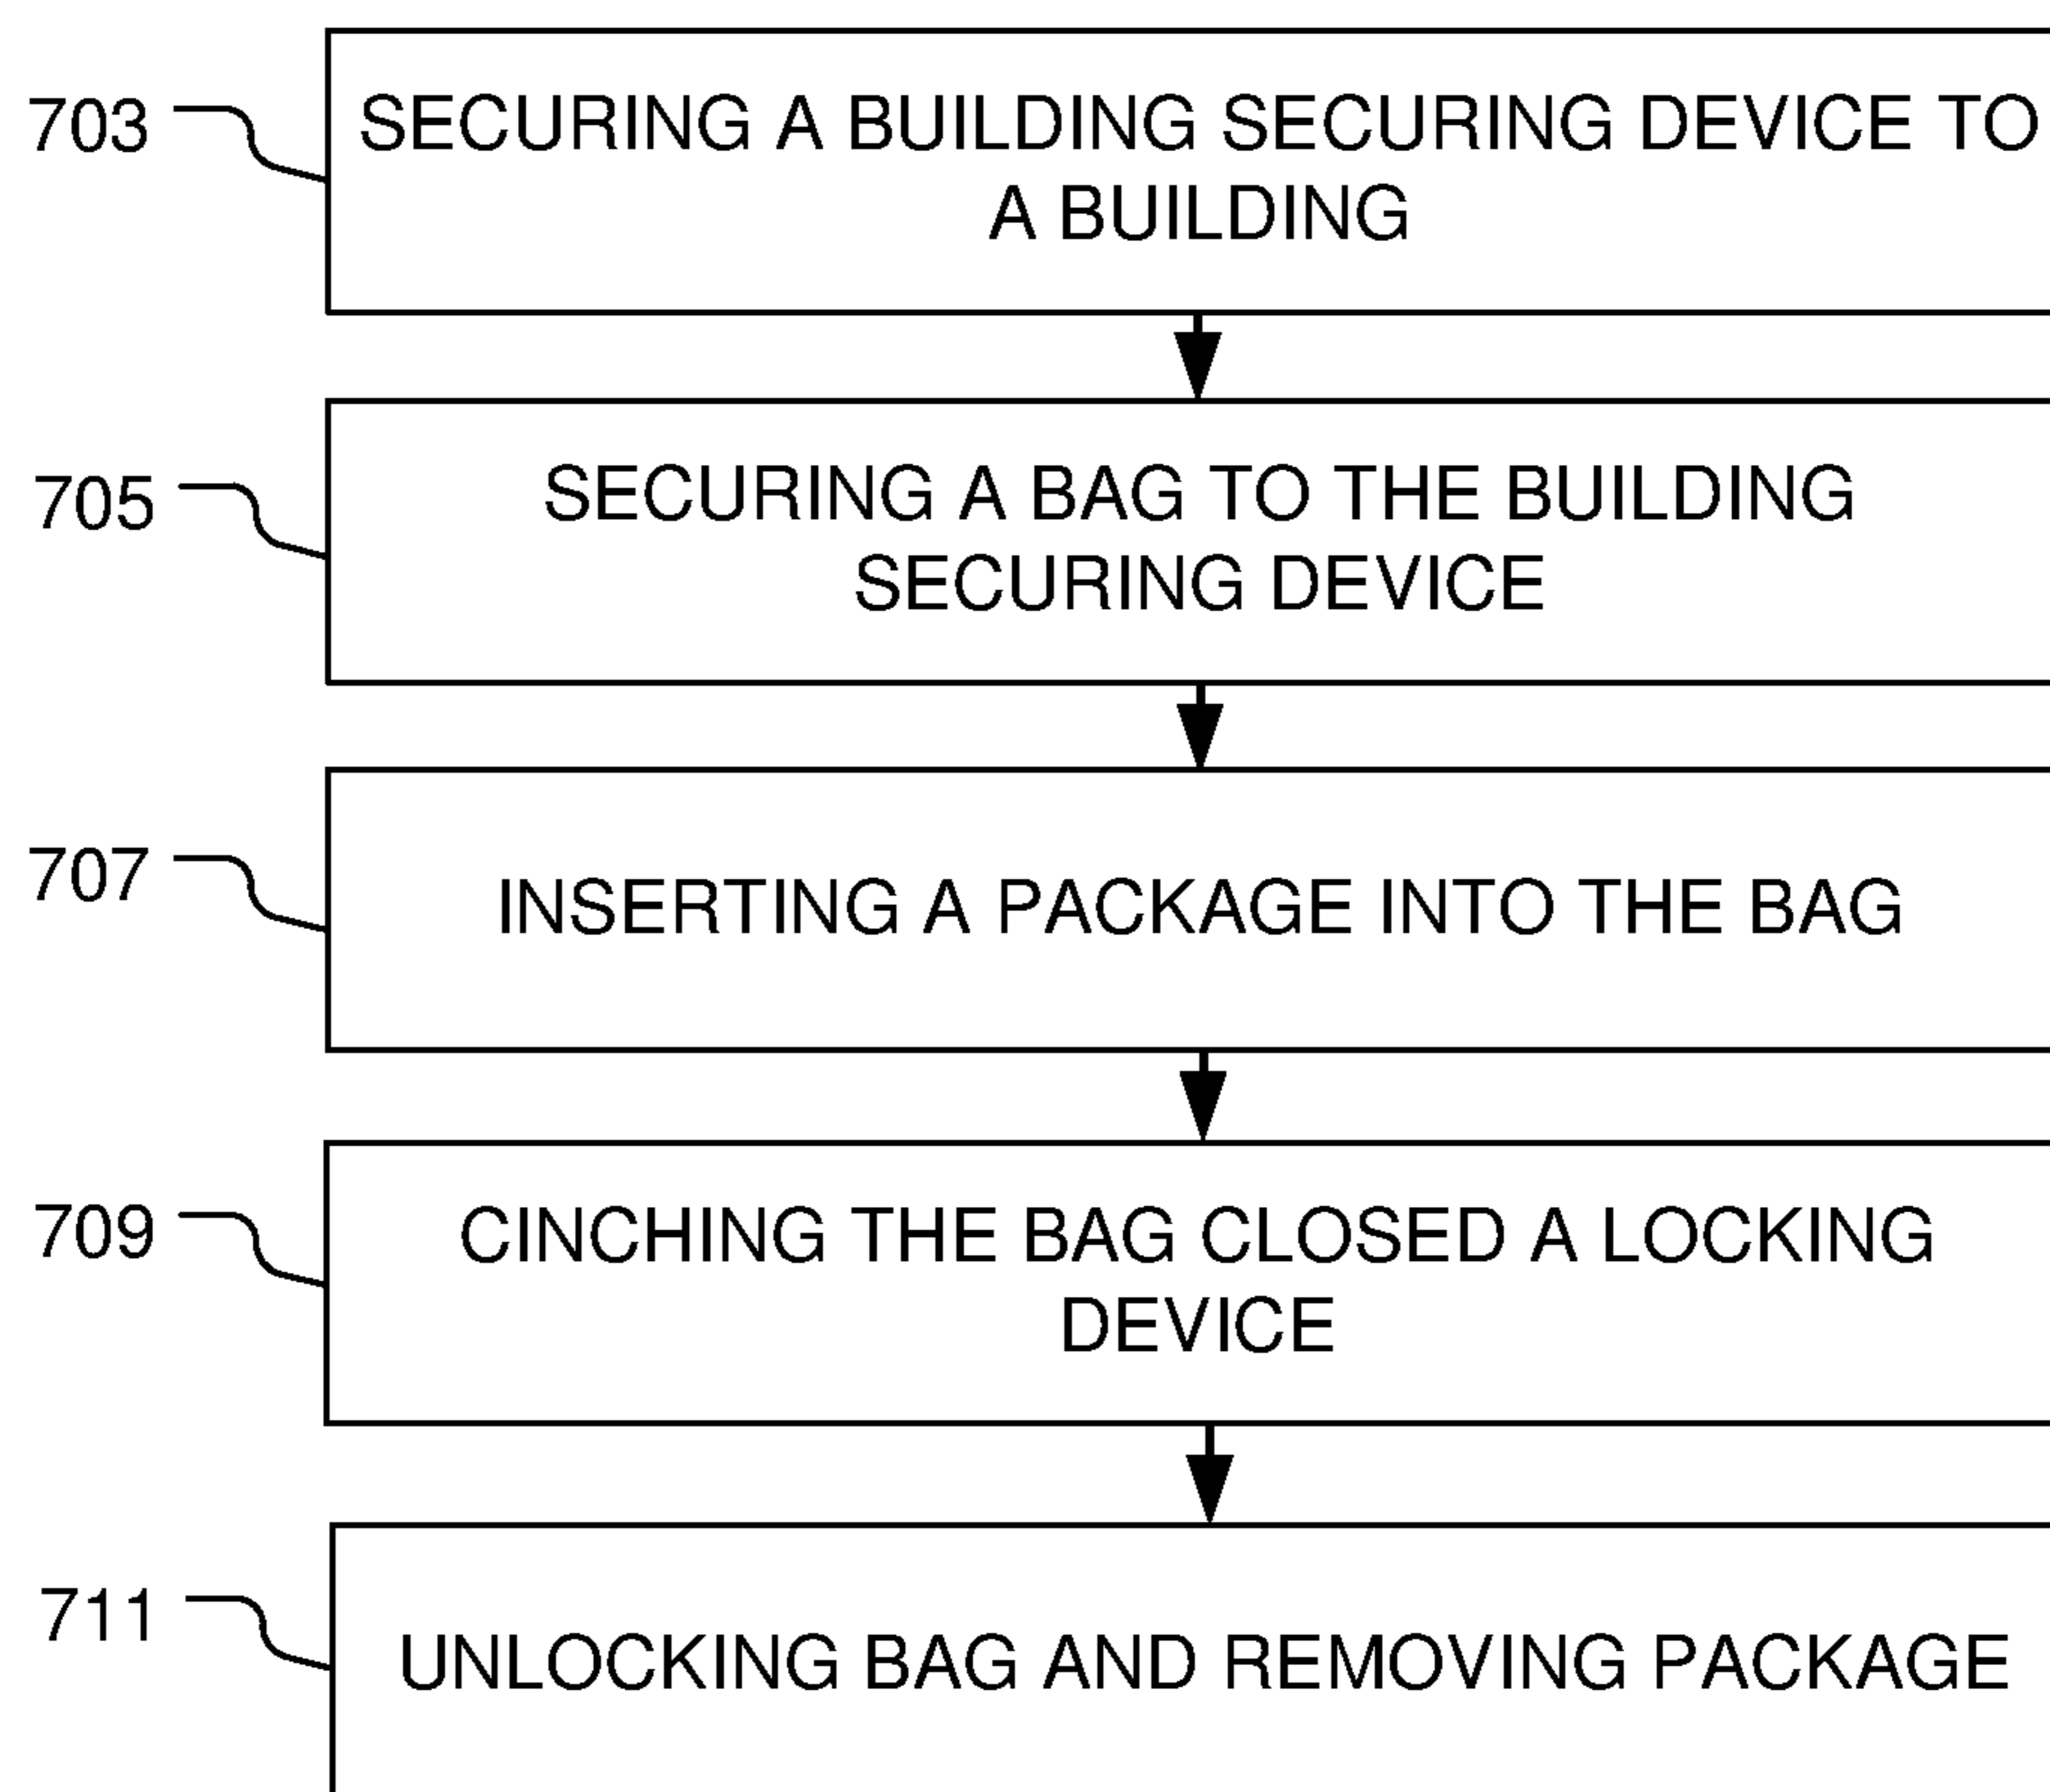 703
SECURING A BUILDING SECURING DEVICE TO
A BUILDING
705
SECURING A BAG TO THE BUILDING
SECURING DEVICE
707
INSERTING A PACKAGE INTO THE BAG
709
CINCHING THE BAG CLOSED A LOCKING
DEVICE
711
UNLOCKING BAG AND REMOVING PACKAGE